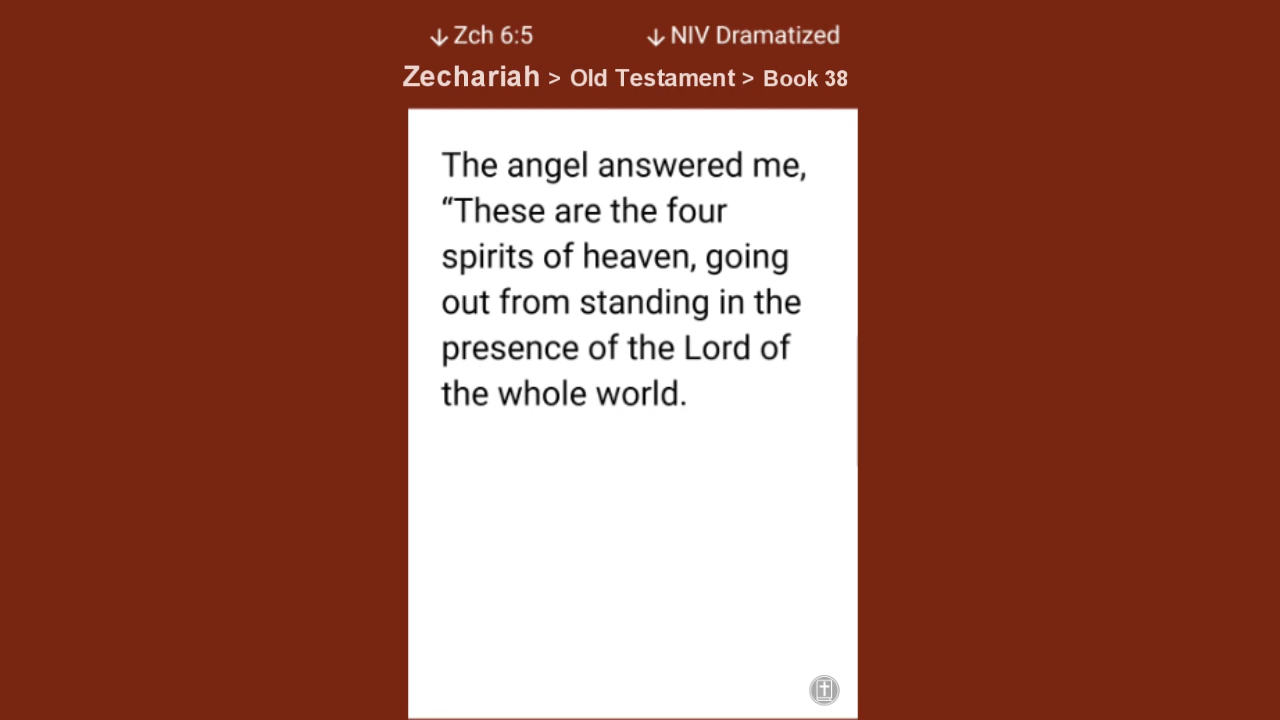 ↓ Zch 6:5 ↓ NIV Dramatized
Zechariah > Old Testament > Book 38
The angel answered me,
“These are the four
spirits of heaven, going
out from standing in the
presence of the Lord of
the whole world.